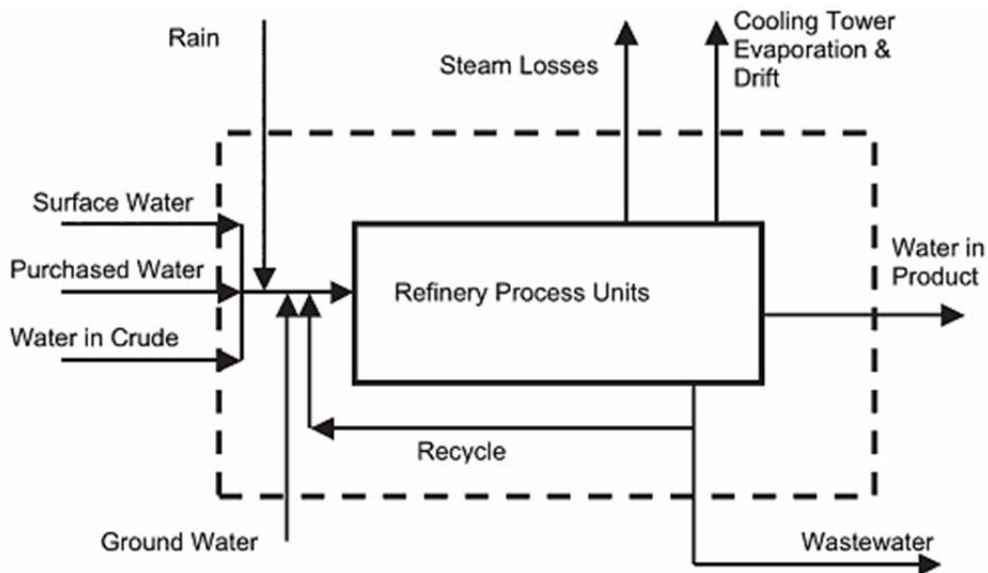 Rain
Steam Losses
Cooling Tower
Evaporation &
Drift
Surface Water
Purchased Water
Water in Crude
Refinery Process Units
Water in
Product
Recycle
Ground Water
Wastewater